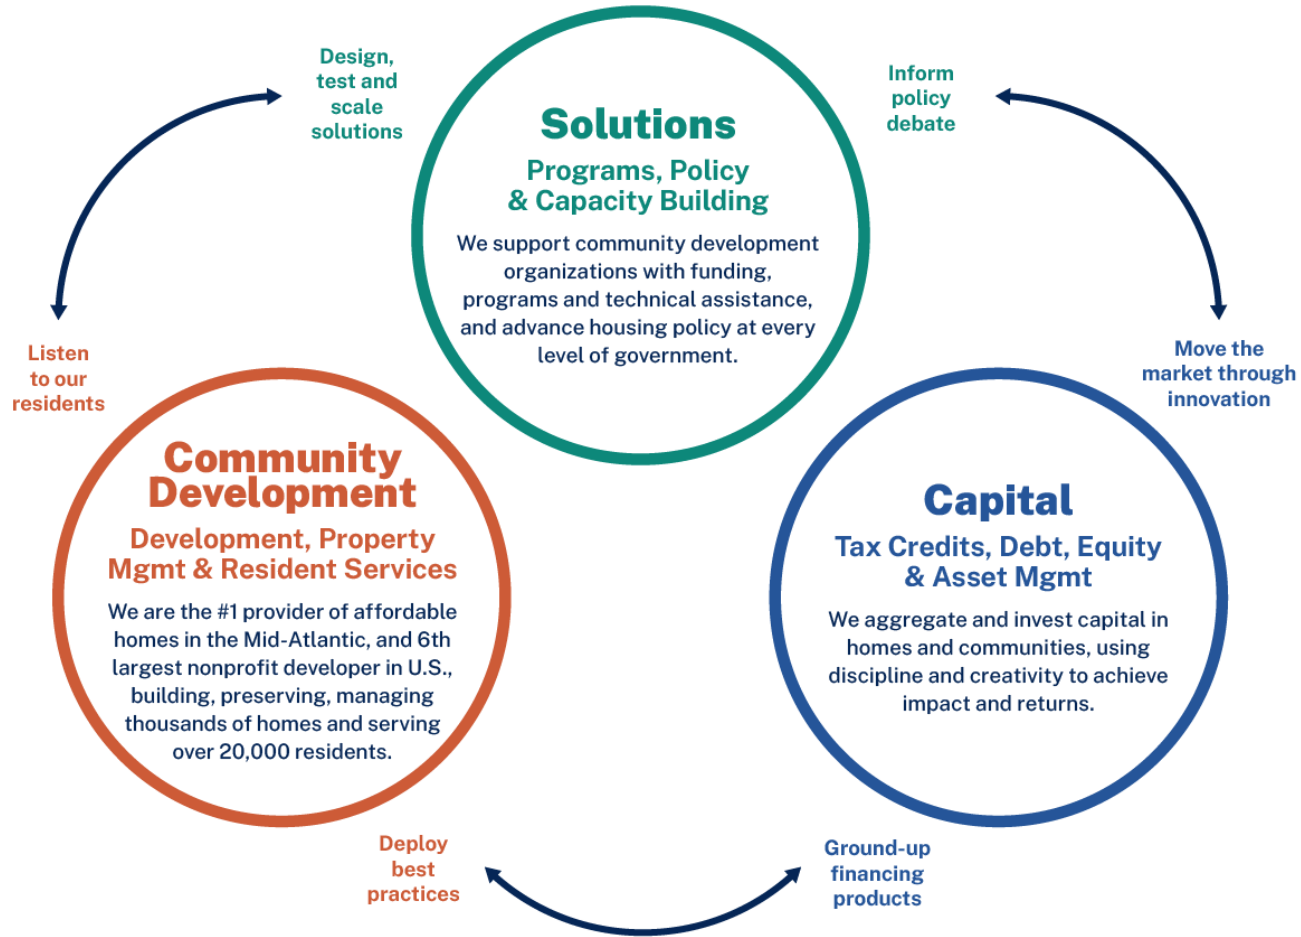 Design,
test and
scale
solutions
Inform
policy
debate
Solutions
Programs, Policy
& Capacity Building
We support community development
organizations with funding,
programs and technical assistance,
and advance housing policy at every
level of government.
Listen
to our
residents
Move the
market through
innovation
Community
Development
Development, Property
Mgmt & Resident Services
We are the #1 provider of affordable
homes in the Mid-Atlantic, and 6th
largest nonprofit developer in U.S.,
building, preserving, managing
thousands of homes and serving
over 20,000 residents.
Capital
Tax Credits, Debt, Equity
& Asset Mgmt
We aggregate and invest capital in
homes and communities, using
discipline and creativity to achieve
impact and returns.
Deploy
best
practices
Ground-up
financing
products